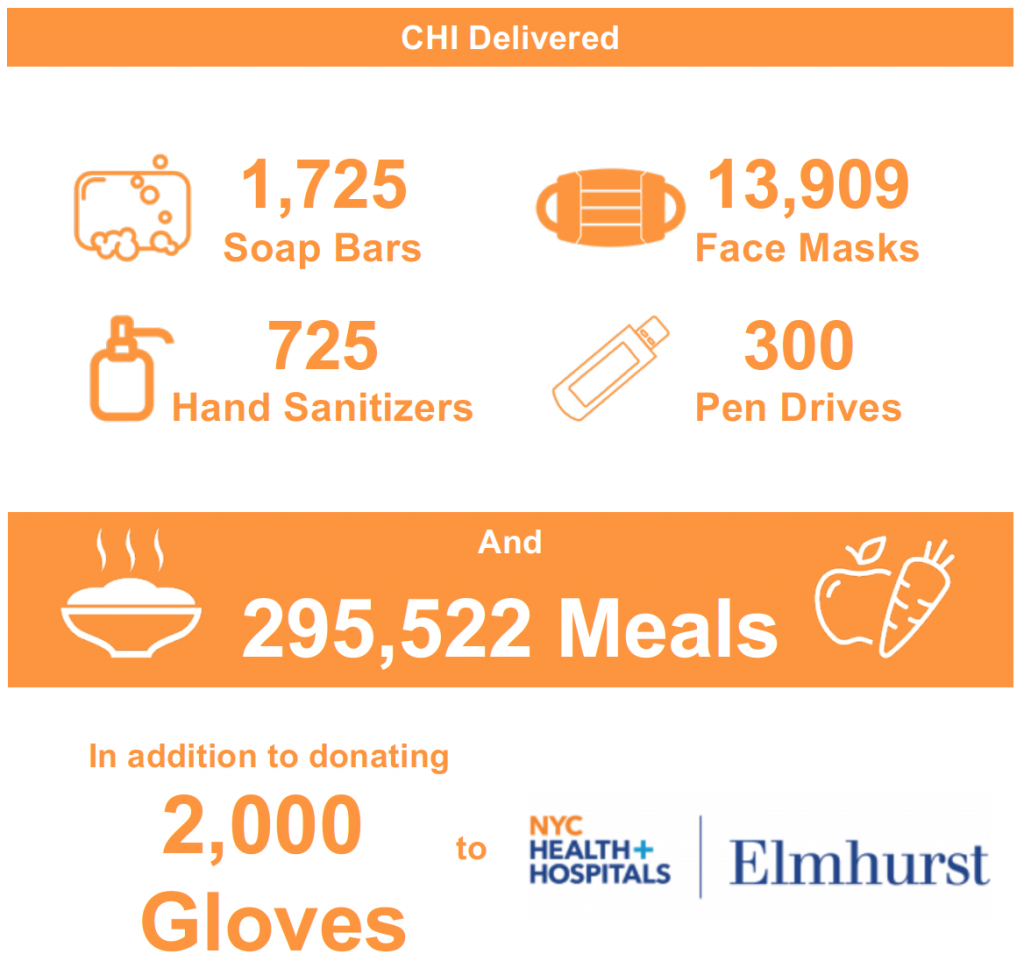 CHI Delivered
1,725
Soap Bars
13,909
Face Masks
725
Hand Sanitizers
300
Pen Drives
And
295,522 Meals
In addition to donating
2,000
Gloves
to
NYC
HEALTH+
HOSPITALS
Elmhurst